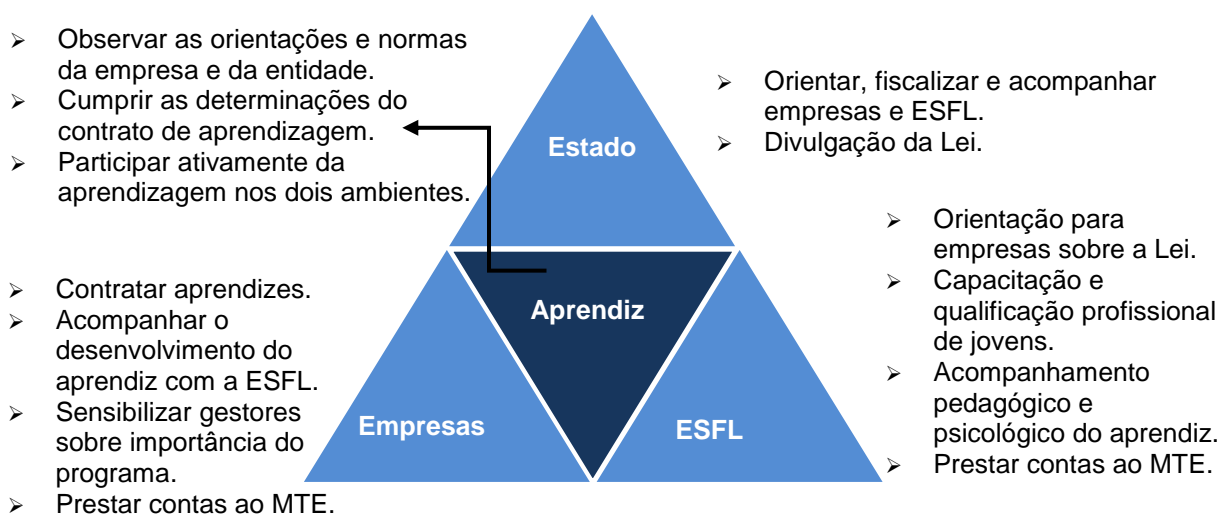 ➢ Observar as orientações e normas
da empresa e da entidade.
➢ Cumprir as determinações do
contrato de aprendizagem.
➢ Participar ativamente da
aprendizagem nos dois ambientes.
➢ Orientar, fiscalizar e acompanhar
empresas e ESFL.
➢ Divulgação da Lei.
Estado
➢ Contratar aprendizes.
➢ Acompanhar o
desenvolvimento do
aprendiz com a ESFL.
➢ Sensibilizar gestores
sobre importância do
programa.
➢ Prestar contas ao MTE.
Aprendiz
Empresas
ESFL
➢ Orientação para
empresas sobre a Lei.
➢ Capacitação e
qualificação profissional
de jovens.
➢ Acompanhamento
pedagógico e
psicológico do aprendiz.
➢ Prestar contas ao MTE.